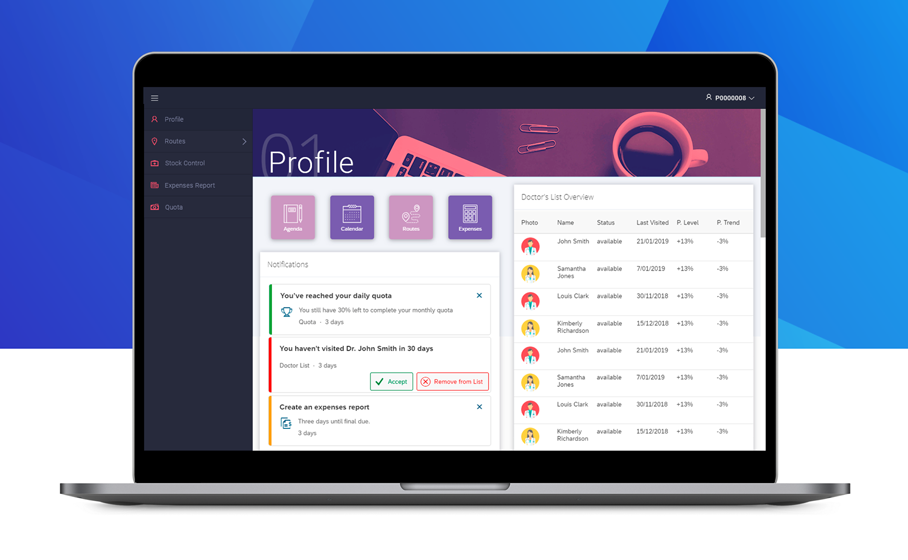 P0000008
Profile
Routes
Stock Control
Expenses Report
Quota
01
Profile
Agenda
Calendar
Routes
Expenses
Notifications
You've reached your daily quota
You still have 30% left to complete your monthly quota
Quota · 3 days
You haven't visited Dr. John Smith in 30 days
Doctor List · 3 days
Accept
Remove from List
Create an expenses report
Three days until final due.
3 days
Doctor's List Overview
Photo Name Status Last Visited P. Level P. Trend
John Smith available 21/01/2019 +13% -3%
Samantha available 7/01/2019 +13% -3%
Jones
Louis Clark available 30/11/2018 +13% -3%
Kimberly available 15/12/2018 +13% -3%
Richardson
John Smith available 21/01/2019 +13% -3%
Samantha available 7/01/2019 +13% -3%
Jones
Louis Clark available 30/11/2018 +13% -3%
Kimberly available 15/12/2018 +13% -3%
Richardson